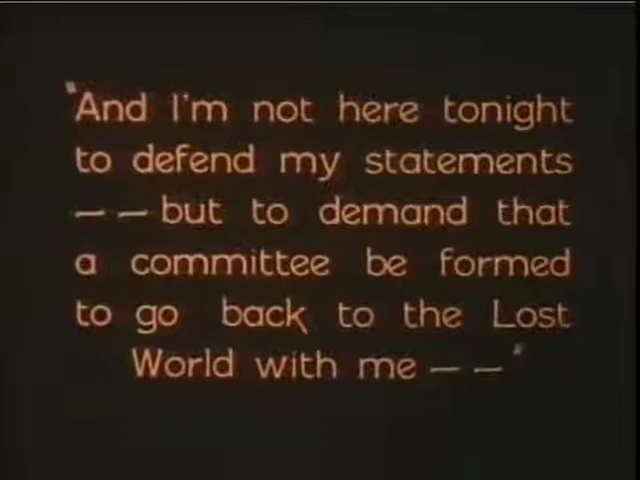 "And I'm not here tonight
to defend my statements
— — but to demand that
a committee be formed
to go back to the Lost
World with me — — "